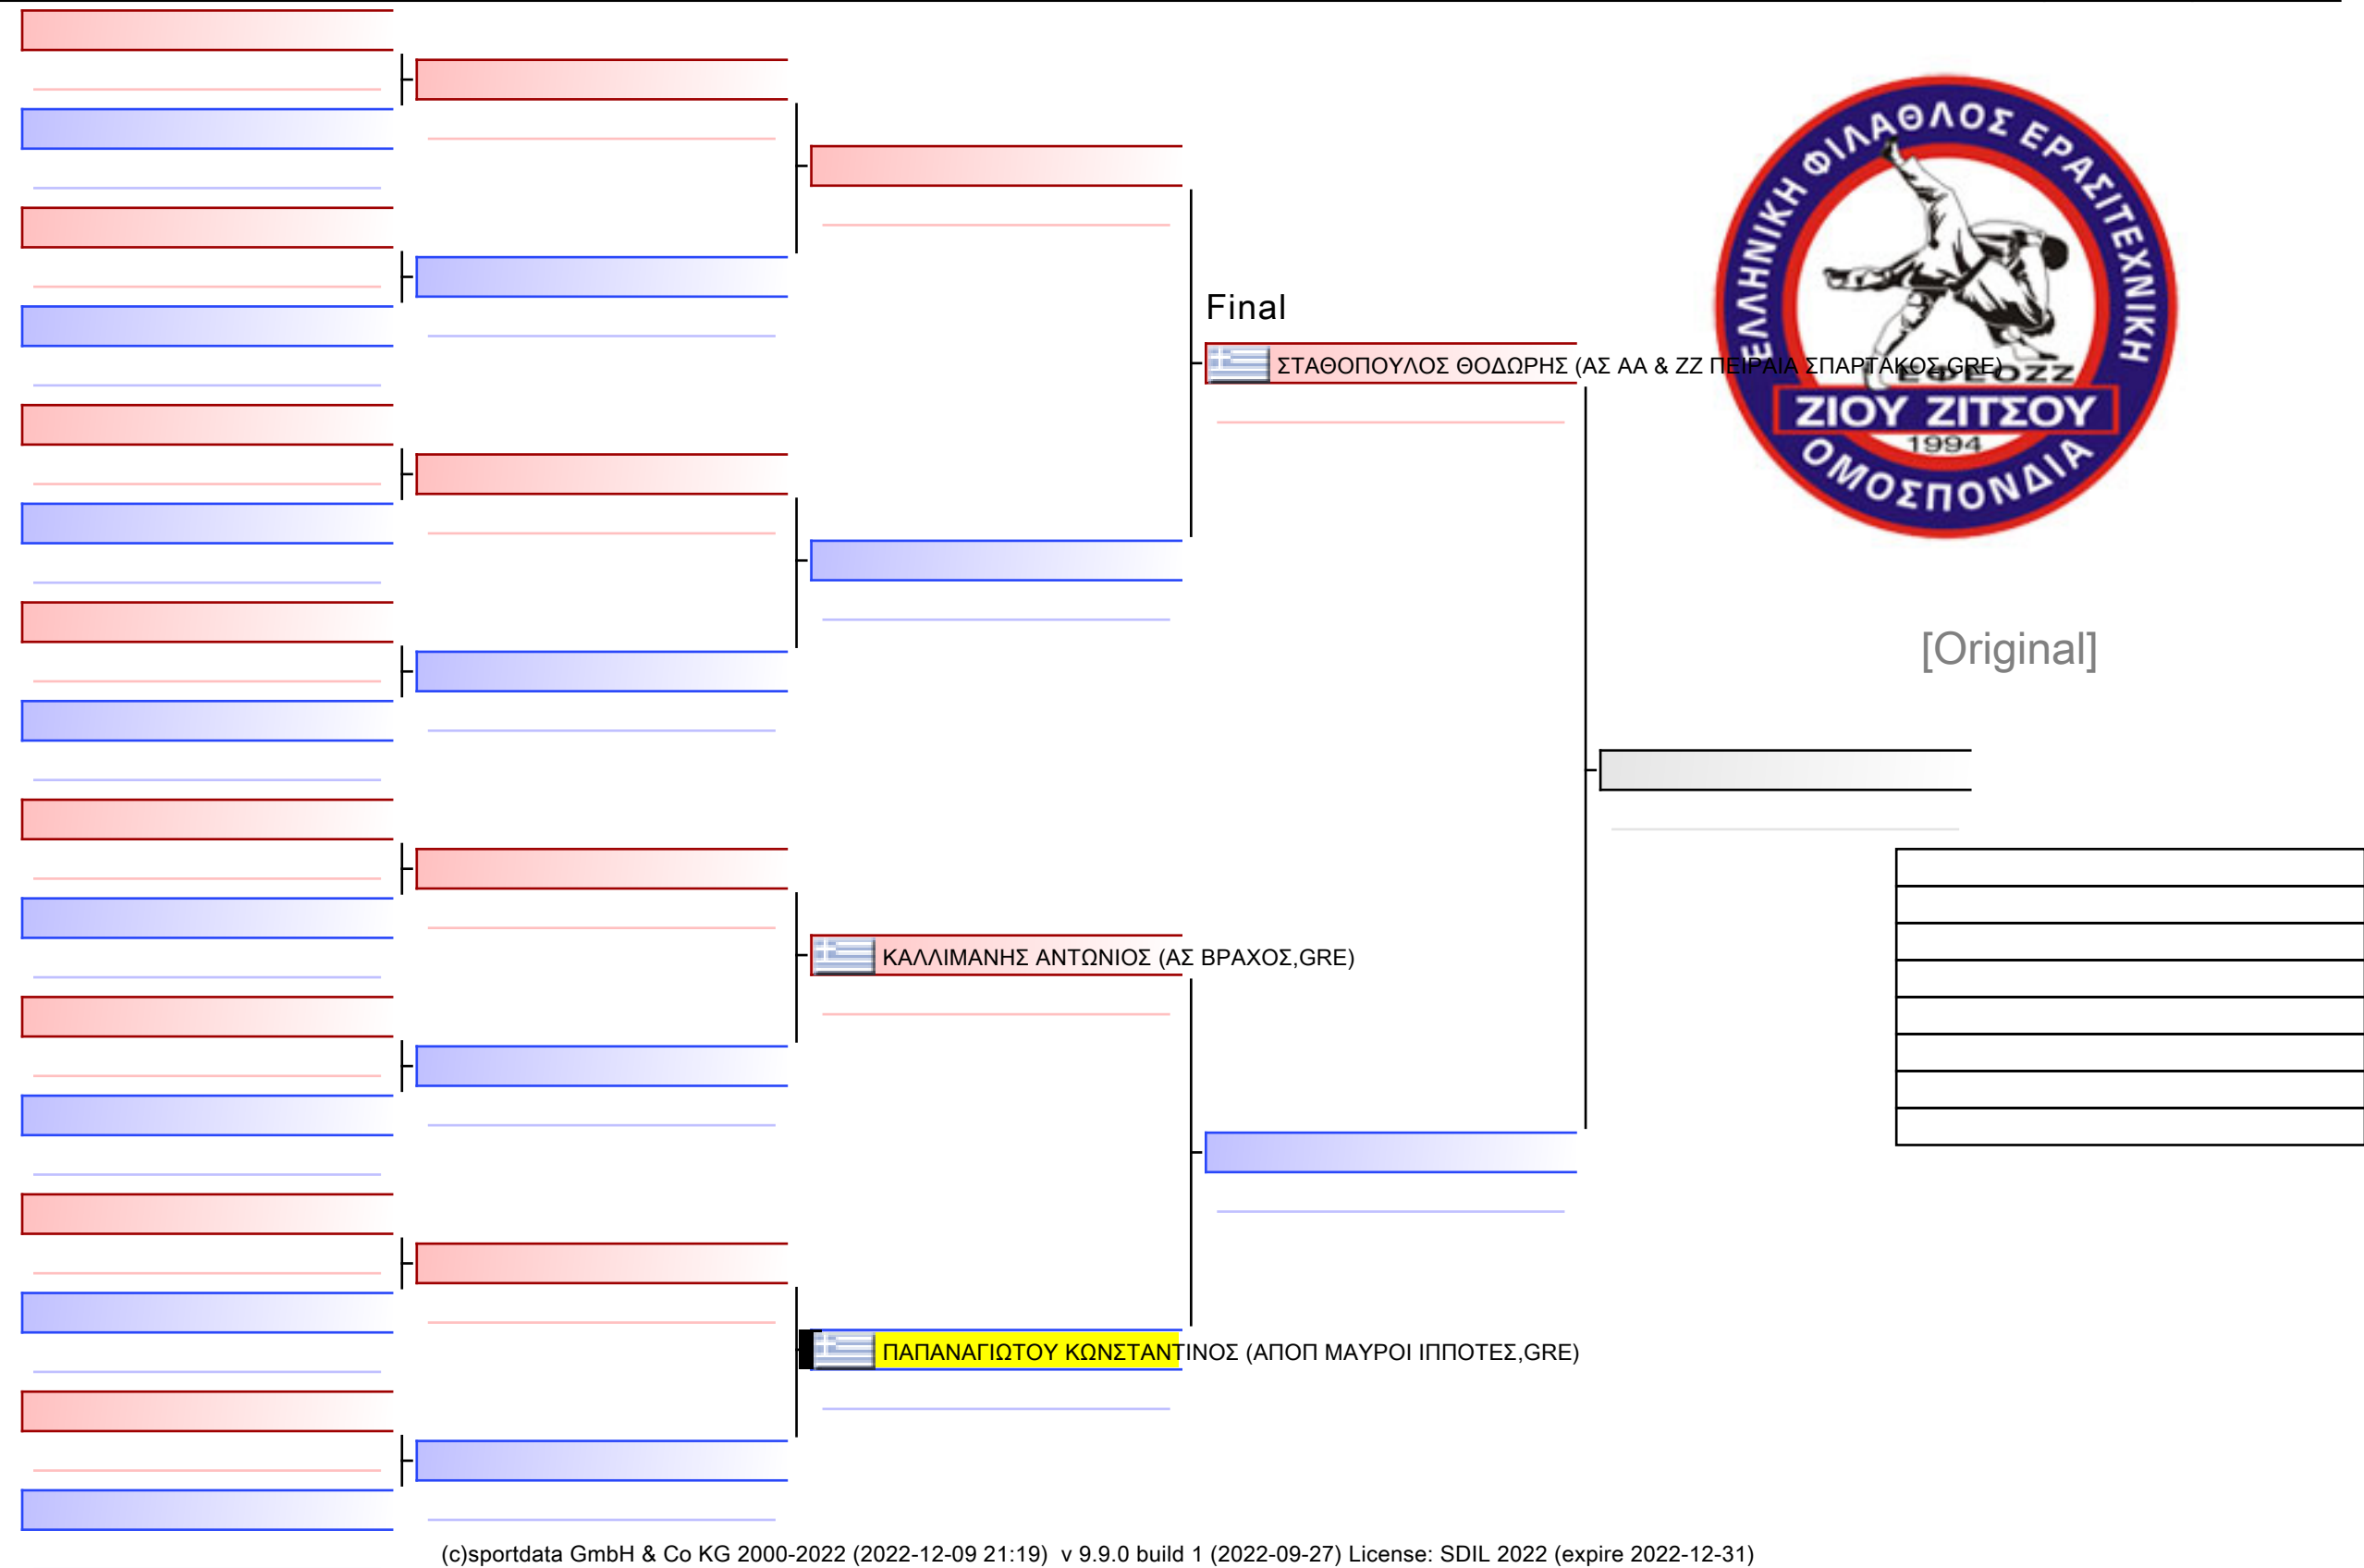 ΕΛΛΗΝΙΚΗ ΦΙΛΑΘΛΟΣ ΕΡΑΣΙΤΕΧΝΙΚΗ
Final
ΣΤΑΘΟΠΟΥΛΟΣ ΘΟΔΩΡΗΣ (ΑΣ ΑΑ & ΖΖ ΠΕΙΡΑΙΑ ΣΠΑΡΤΑΚΟΣ,GRE)
ΕΦΕΟΖΖ
ΖΙΟΥ ΖΙΤΣΟΥ
1994
ΟΜΟΣΠΟΝΔΙΑ
[Original]
ΚΑΛΛΙΜΑΝΗΣ ΑΝΤΩΝΙΟΣ (ΑΣ ΒΡΑΧΟΣ,GRE)
ΠΑΠΑΝΑΓΙΩΤΟΥ ΚΩΝΣΤΑΝΤΙΝΟΣ (ΑΠΟΠ ΜΑΥΡΟΙ ΙΠΠΟΤΕΣ,GRE)
(c)sportdata GmbH & Co KG 2000-2022 (2022-12-09 21:19) v 9.9.0 build 1 (2022-09-27) License: SDIL 2022 (expire 2022-12-31)